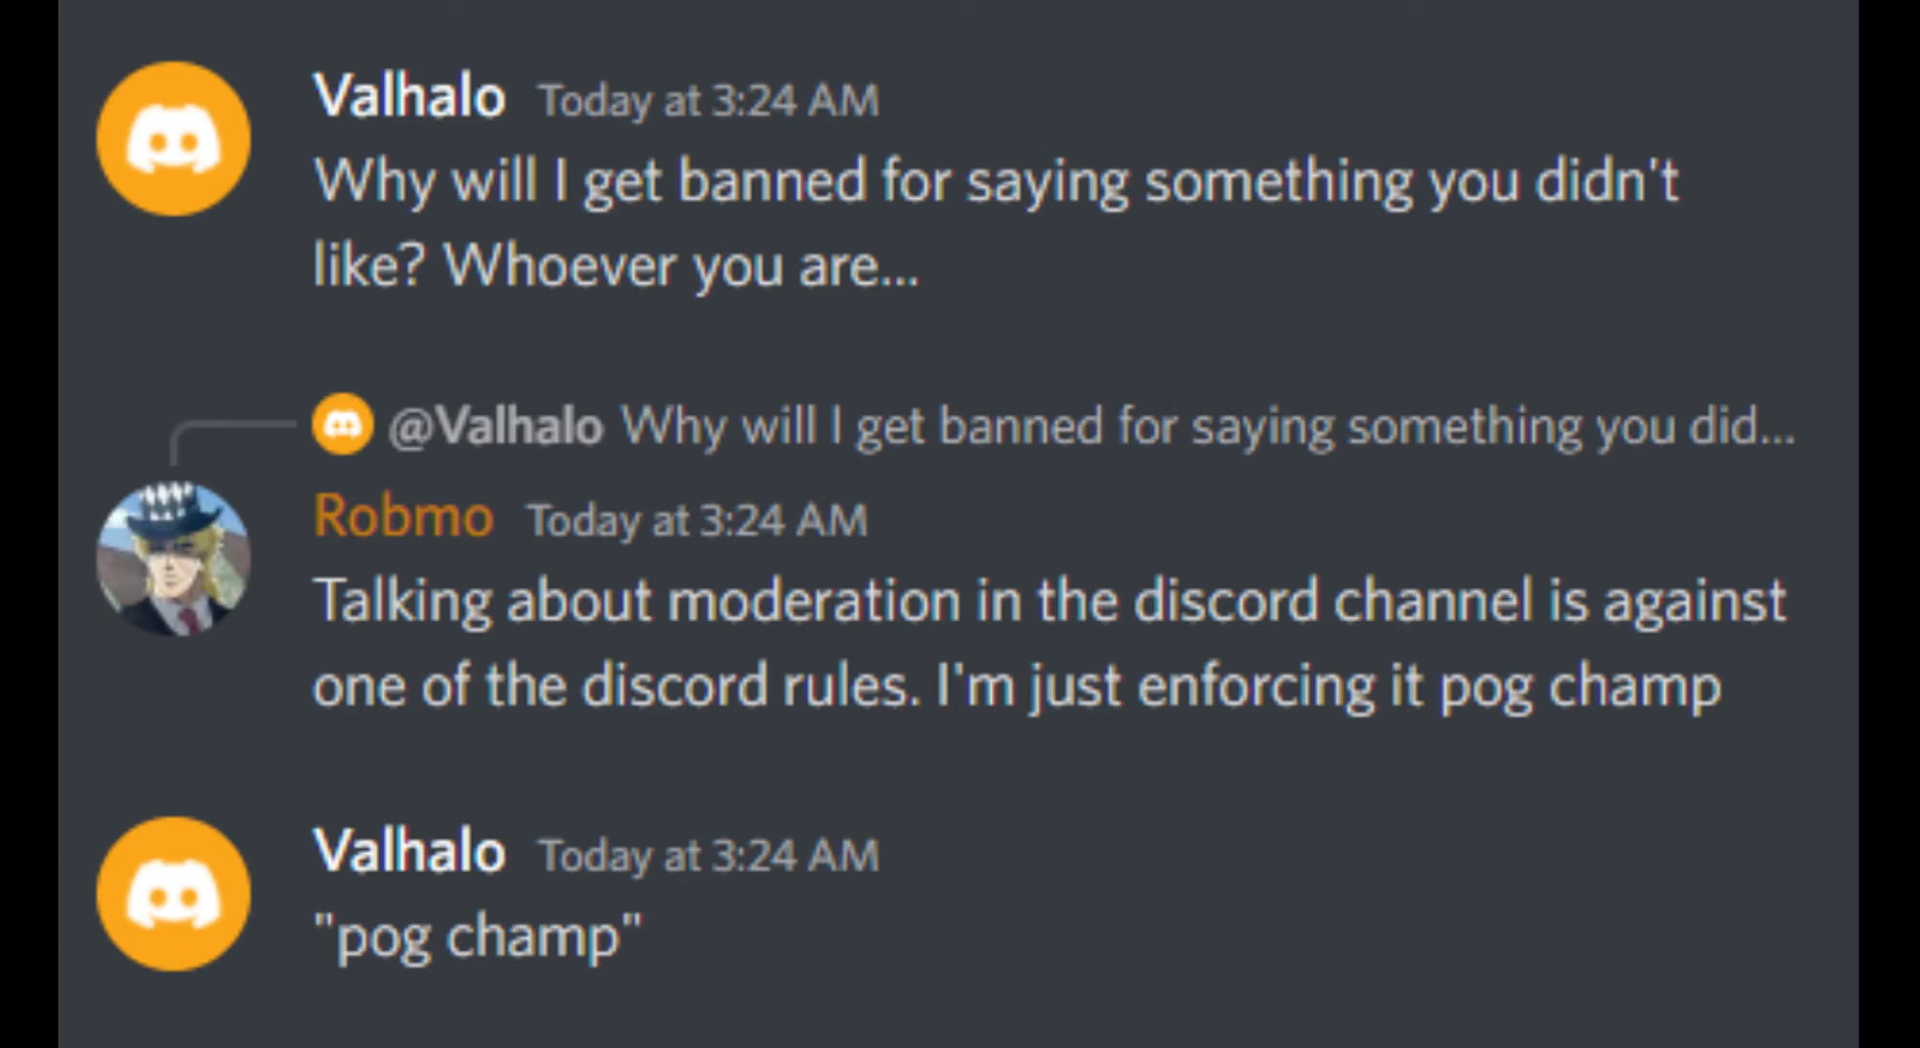 Valhalo Today at 3:24 AM
Why will I get banned for saying something you didn't
like? Whoever you are...
@Valhalo Why will I get banned for saying something you did...
Robmo Today at 3:24 AM
Talking about moderation in the discord channel is against
one of the discord rules. I'm just enforcing it pog champ
Valhalo Today at 3:24 AM
"pog champ"